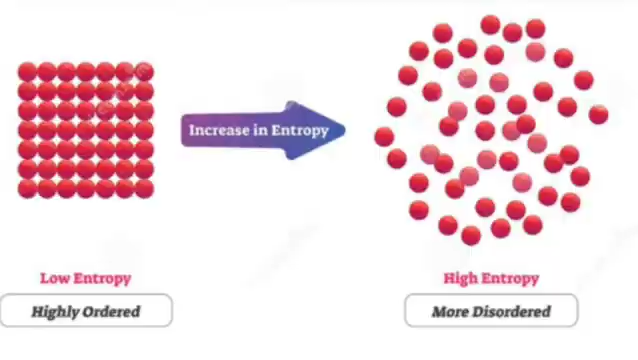 Increase in Entropy
Low Entropy
High Entropy
Highly Ordered
More Disordered